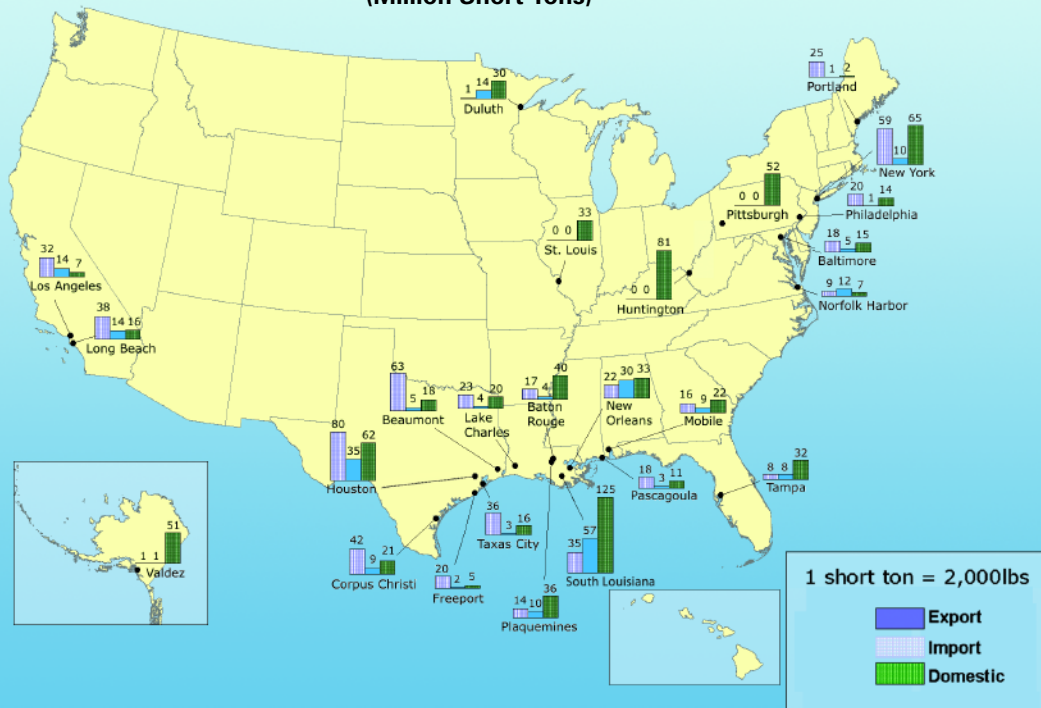 (Million Short Tons)
25 1 2
Portland
1 14 30
Duluth
59 10 65
New York
0 0 52
Pittsburgh
20 1 14
Philadelphia
0 0 33
St. Louis
18 5 15
Baltimore
0 0 81
Huntington
9 12 7
Norfolk Harbor
32 14 7
Los Angeles
38 14 16
Long Beach
63 5 18
Beaumont
23 4 20
Lake
Charles
17 4 40
Baton
Rouge
22 30 33
New
Orleans
16 9 22
Mobile
80 35 62
Houston
18 3 11
Pascagoula
8 8 32
Tampa
36 3 16
Taxas City
35 57 125
South Louisiana
42 9 21
Corpus Christi
20 2 5
Freeport
14 10 36
Plaquemines
1 1 51
Valdez
1 short ton = 2,000lbs
Export
Import
Domestic